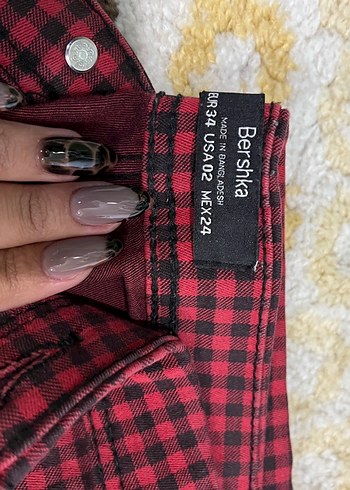 Bershka
MADE IN BANGLADESH
EUR 34 USA 02 MEX 24